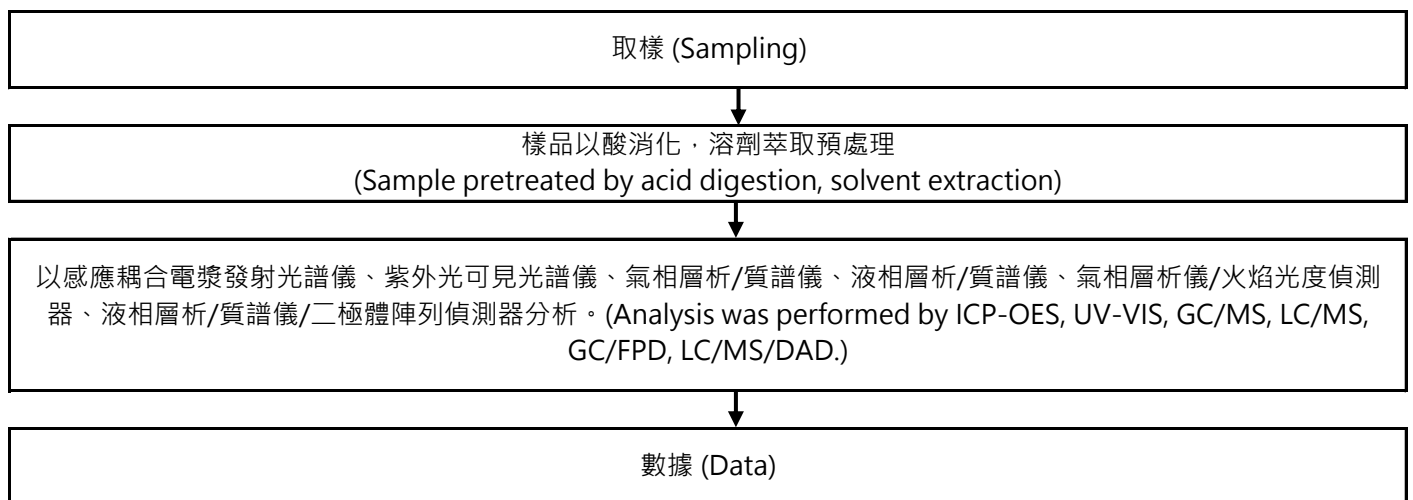 取樣 (Sampling)
樣品以酸消化，溶劑萃取預處理
(Sample pretreated by acid digestion, solvent extraction)
以感應耦合電漿發射光譜儀、紫外光可見光譜儀、氣相層析/質譜儀、液相層析/質譜儀、氣相層析儀/火焰光度偵測
器、液相層析/質譜儀/二極體陣列偵測器分析。(Analysis was performed by ICP-OES, UV-VIS, GC/MS, LC/MS,
GC/FPD, LC/MS/DAD.)
數據 (Data)